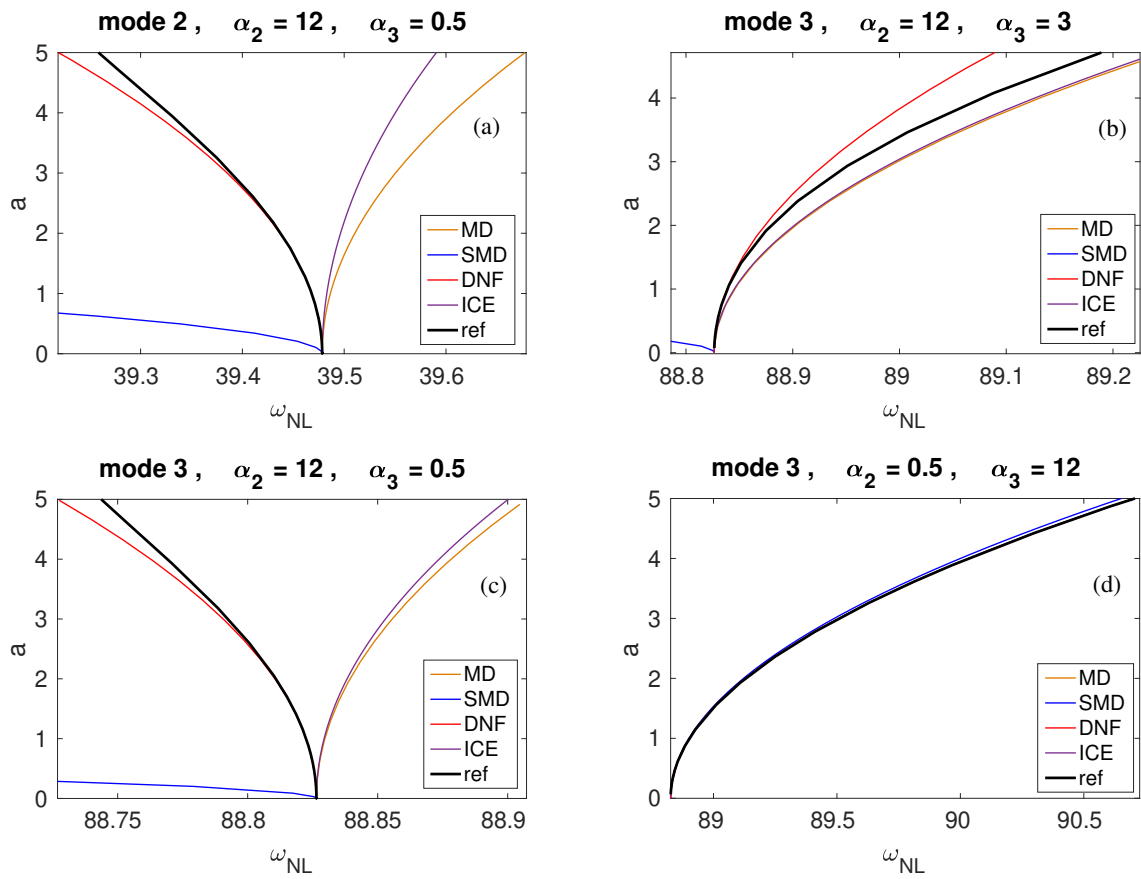 mode 2 , α₂ = 12 , α₃ = 0.5
5
4
3
2
1
0
a
(a)
MD
SMD
DNF
ICE
ref
39.3 39.4 39.5 39.6
ω_NL
mode 3 , α₂ = 12 , α₃ = 3
4
3
2
1
0
a
(b)
MD
SMD
DNF
ICE
ref
88.8 88.9 89 89.1 89.2
ω_NL
mode 3 , α₂ = 12 , α₃ = 0.5
5
4
3
2
1
0
a
(c)
MD
SMD
DNF
ICE
ref
88.75 88.8 88.85 88.9
ω_NL
mode 3 , α₂ = 0.5 , α₃ = 12
5
4
3
2
1
0
a
(d)
MD
SMD
DNF
ICE
ref
89 89.5 90 90.5
ω_NL